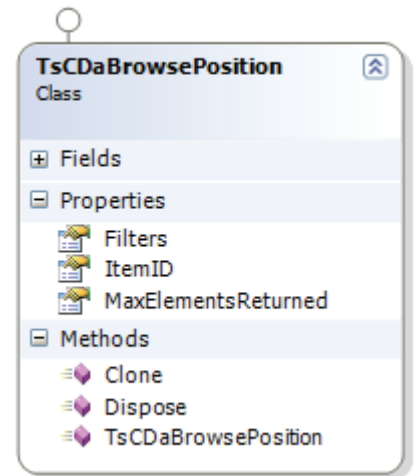 TsCDaBrowsePosition
Class
Fields
Properties
Filters
ItemID
MaxElementsReturned
Methods
Clone
Dispose
TsCDaBrowsePosition